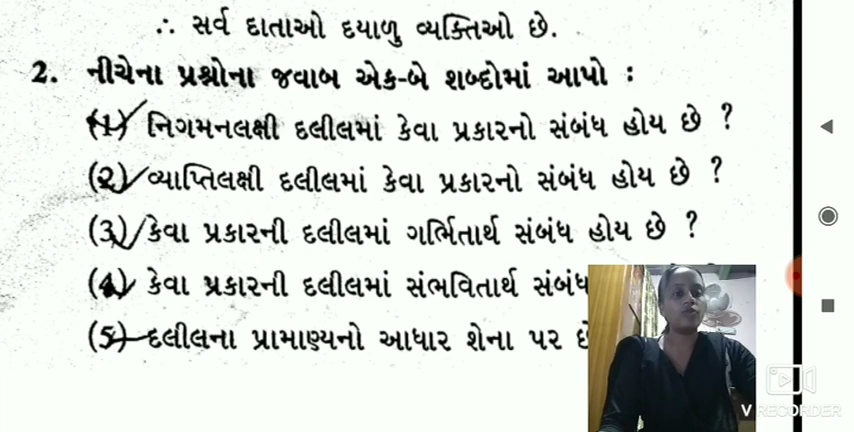 ∴ સર્વ દાતાઓ દયાળુ વ્યક્તિઓ છે.
2. નીચેના પ્રશ્નોના જવાબ એક-બે શબ્દોમાં આપો :
(1) નિગમનલક્ષી દલીલમાં કેવા પ્રકારનો સંબંધ હોય છે ?
(2) વ્યાપ્તિલક્ષી દલીલમાં કેવા પ્રકારનો સંબંધ હોય છે ?
(3) કેવા પ્રકારની દલીલમાં ગર્ભિતાર્થ સંબંધ હોય છે ?
(4) કેવા પ્રકારની દલીલમાં સંભવિતાર્થ સંબંધ
(5) દલીલના પ્રામાણ્યનો આધાર શેના પર
V RECORDER